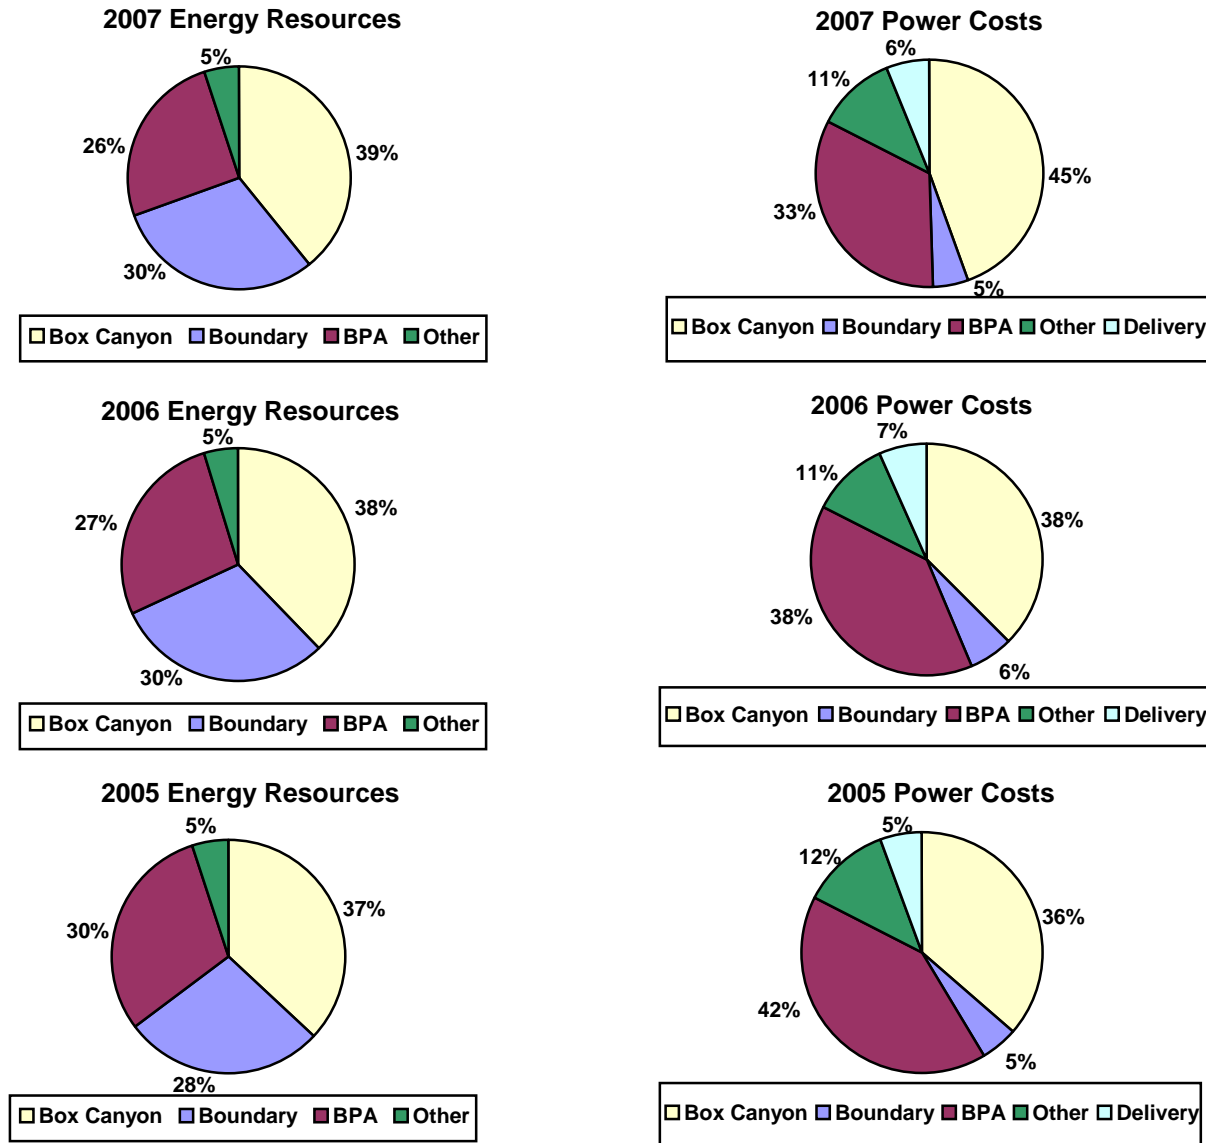 2007 Energy Resources
5%
26%
39%
30%
Box Canyon Boundary BPA Other
2007 Power Costs
6%
11%
45%
33%
5%
Box Canyon Boundary BPA Other Delivery
2006 Energy Resources
5%
38%
27%
30%
Box Canyon Boundary BPA Other
2006 Power Costs
7%
11%
38%
38%
6%
Box Canyon Boundary BPA Other Delivery
2005 Energy Resources
5%
37%
30%
28%
Box Canyon Boundary BPA Other
2005 Power Costs
5%
12%
36%
42%
5%
Box Canyon Boundary BPA Other Delivery